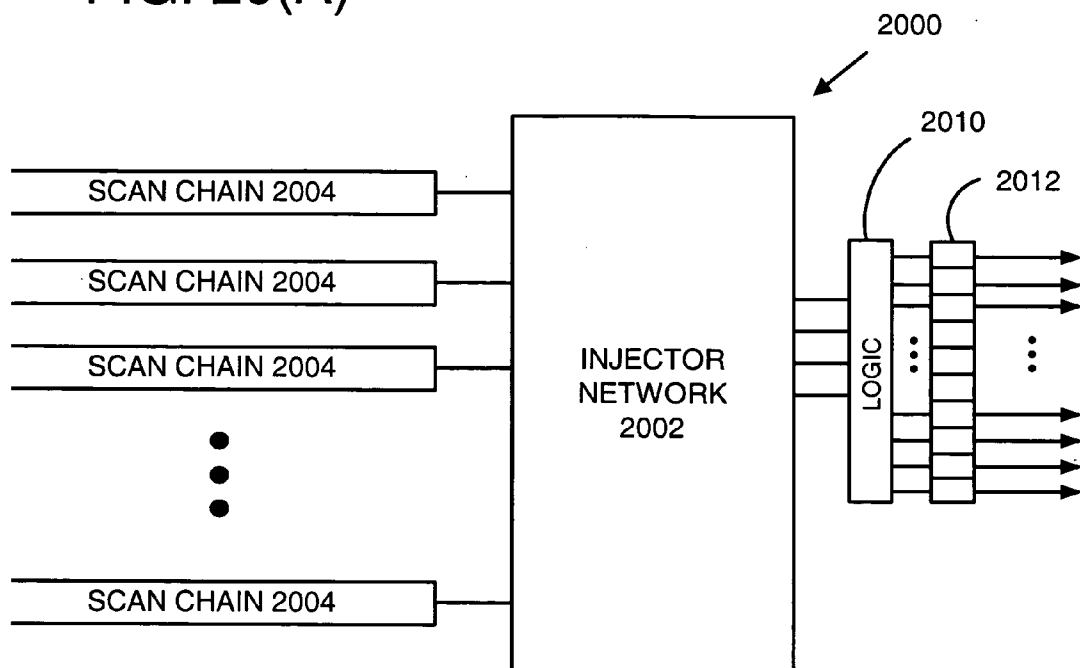 2000
2010
2012
SCAN CHAIN 2004
SCAN CHAIN 2004
SCAN CHAIN 2004
SCAN CHAIN 2004
INJECTOR
NETWORK
2002
LOGIC